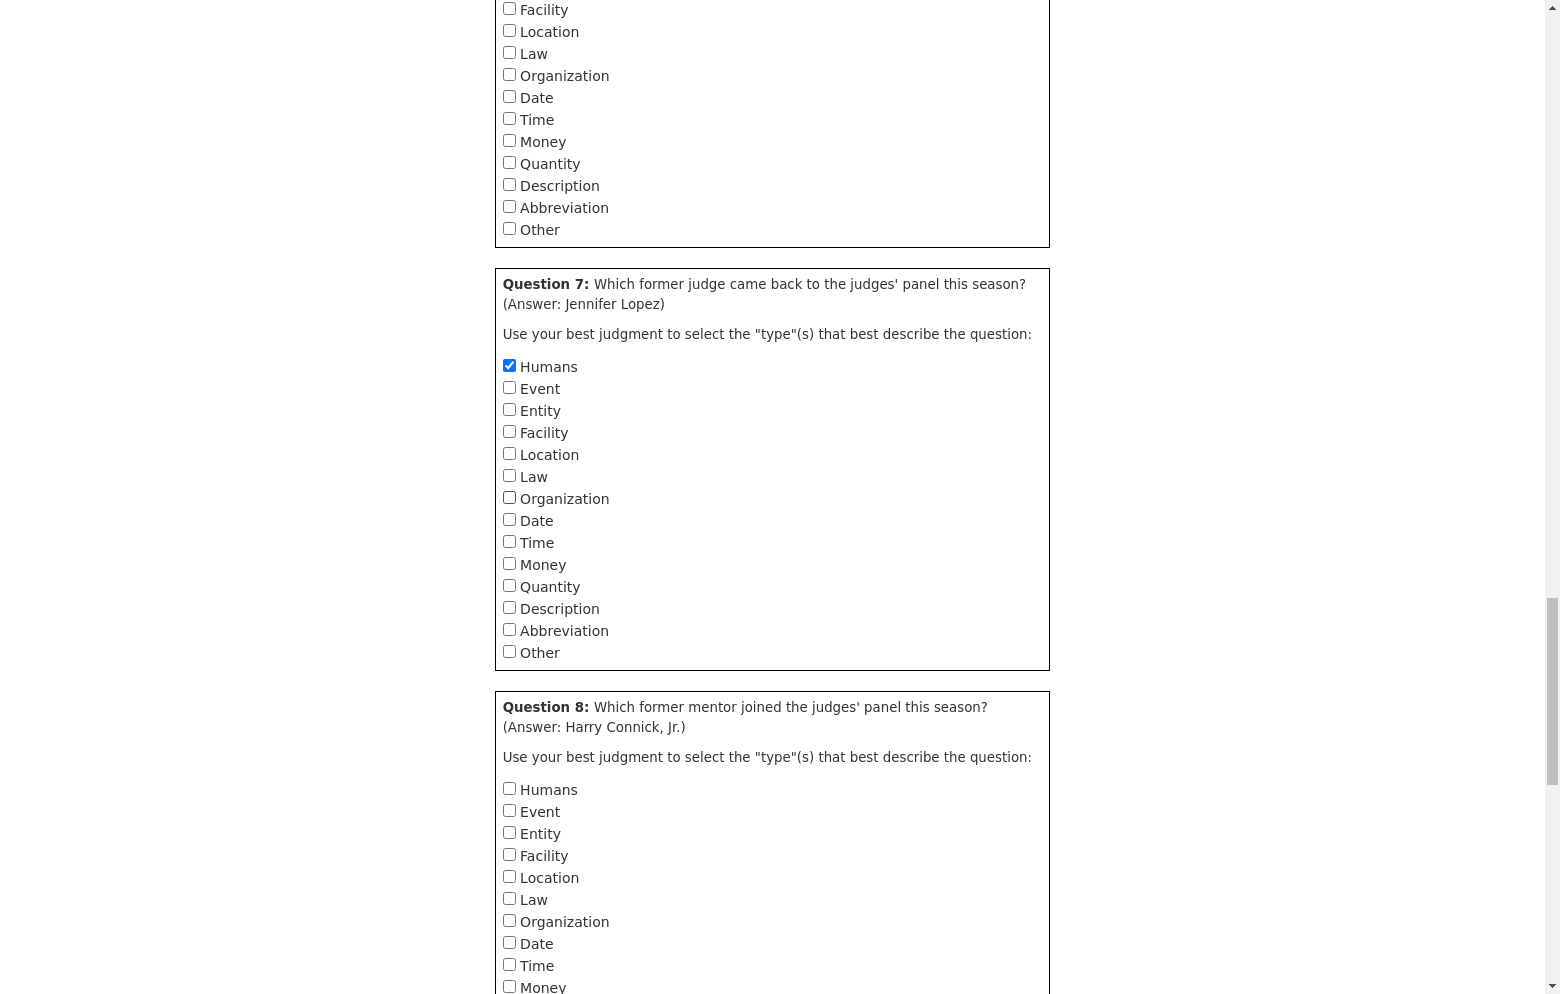 Facility
Location
Law
Organization
Date
Time
Money
Quantity
Description
Abbreviation
Other
Question 7: Which former judge came back to the judges' panel this season?
(Answer: Jennifer Lopez)
Use your best judgment to select the "type"(s) that best describe the question:
Humans
Event
Entity
Facility
Location
Law
Organization
Date
Time
Money
Quantity
Description
Abbreviation
Other
Question 8: Which former mentor joined the judges' panel this season?
(Answer: Harry Connick, Jr.)
Use your best judgment to select the "type"(s) that best describe the question:
Humans
Event
Entity
Facility
Location
Law
Organization
Date
Time
Money